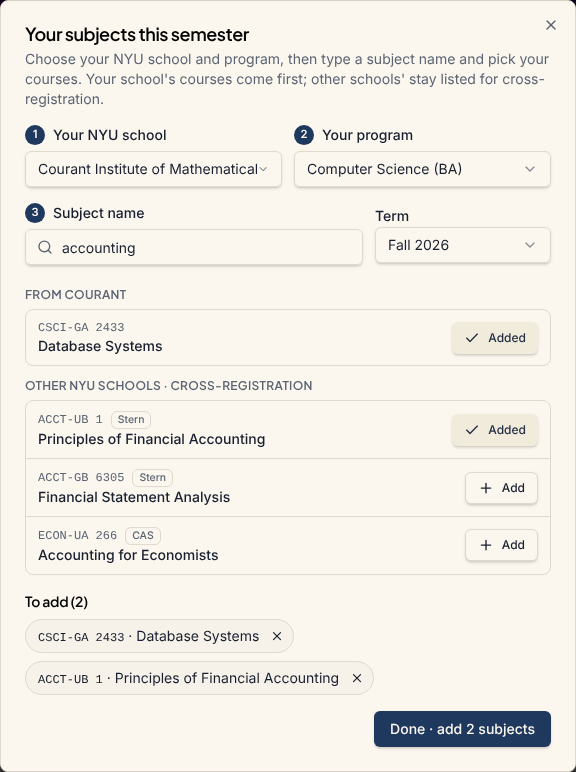 Your subjects this semester
Choose your NYU school and program, then type a subject name and pick your
courses. Your school's courses come first; other schools' stay listed for cross-
registration.
1 Your NYU school
2 Your program
Courant Institute of Mathematical
Computer Science (BA)
3 Subject name
Term
accounting
Fall 2026
FROM COURANT
CSCI-GA 2433
Database Systems
Added
OTHER NYU SCHOOLS · CROSS-REGISTRATION
ACCT-UB 1 Stern
Principles of Financial Accounting
Added
ACCT-GB 6305 Stern
Financial Statement Analysis
Add
ECON-UA 266 CAS
Accounting for Economists
Add
To add (2)
CSCI-GA 2433 · Database Systems
ACCT-UB 1 · Principles of Financial Accounting
Done · add 2 subjects